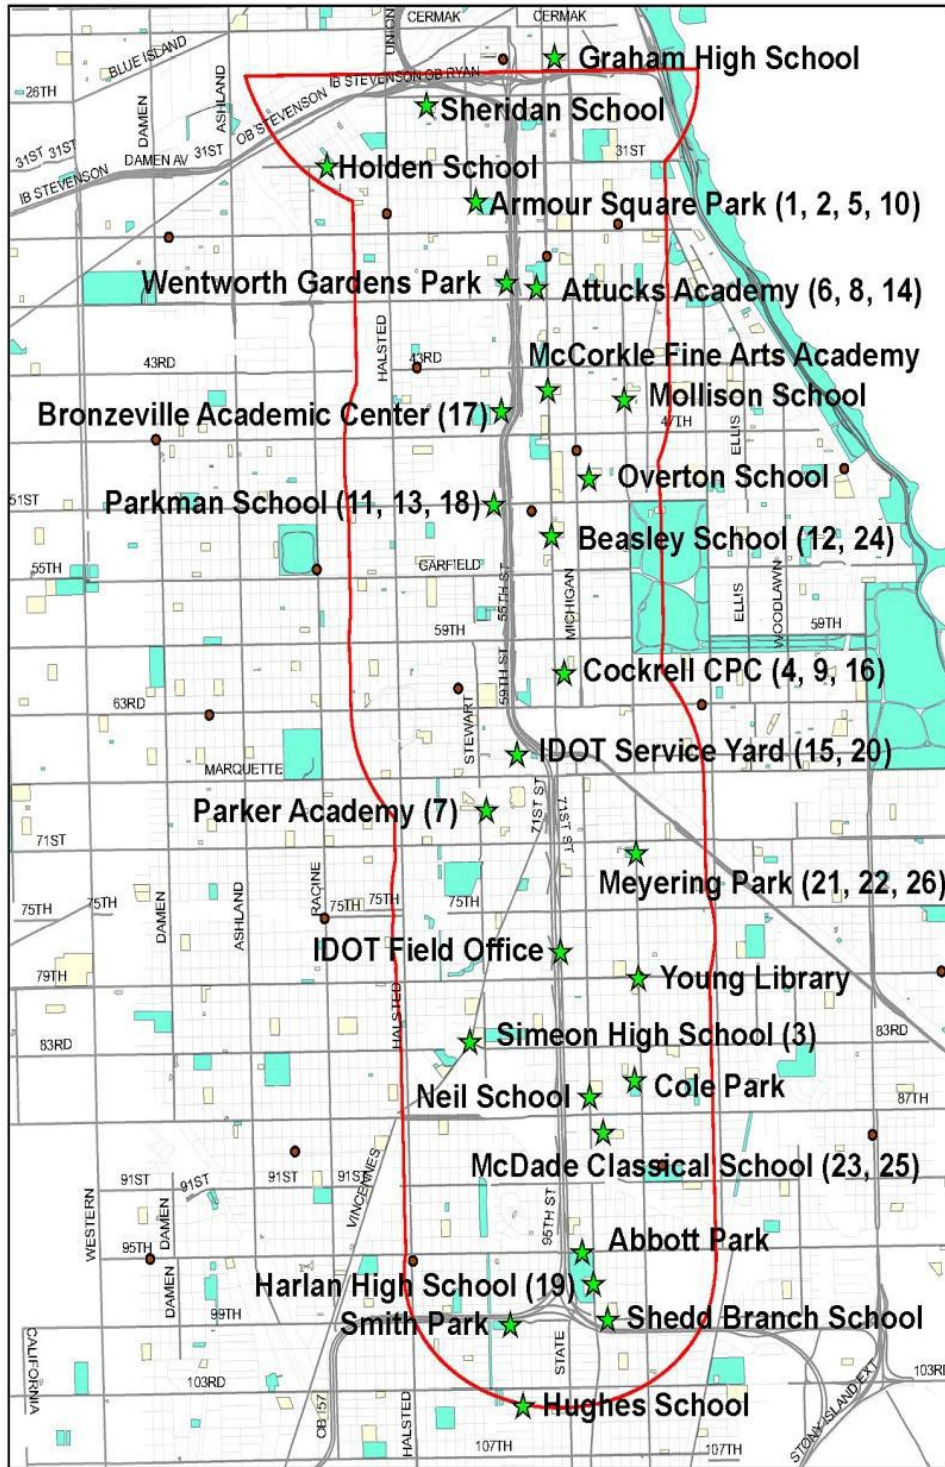 CERMAK
CERMAK
UNION
BLUE ISLAND
Graham High School
IB STEVENSON OB RYAN
26TH
ASHLAND
DAMEN
OB STEVENSON
Sheridan School
31ST
31ST
31ST
31ST
DAMEN AV
IB STEVENSON
Holden School
Armour Square Park (1, 2, 5, 10)
Wentworth Gardens Park
Attucks Academy (6, 8, 14)
HALSTED
43RD
43RD
McCorkle Fine Arts Academy
Mollison School
Bronzeville Academic Center (17)
47TH
ELLIS
Overton School
51ST
Parkman School (11, 13, 18)
Beasley School (12, 24)
55TH
GARFIELD
55TH ST
MICHIGAN
ELLIS
WOODLAWN
59TH
59TH
59TH ST
Cockrell CPC (4, 9, 16)
63RD
STEWART
MARQUETTE
IDOT Service Yard (15, 20)
71ST ST
71ST ST
Parker Academy (7)
71ST
Meyering Park (21, 22, 26)
RACINE
75TH
75TH
75TH
75TH
75TH
DAMEN
ASHLAND
IDOT Field Office
79TH
Young Library
HALSTED
83RD
Simeon High School (3)
83RD
Cole Park
Neil School
87TH
McDade Classical School (23, 25)
91ST
91ST
91ST
91ST
VINCENNES
WESTERN
DAMEN
95TH ST
95TH
Abbott Park
DAMEN
Harlan High School (19)
99TH
Smith Park
Shedd Branch School
CALIFORNIA
STATE
103RD
103RD
STONY ISLAND EXT
OB I57
HALSTED
Hughes School
107TH
107TH